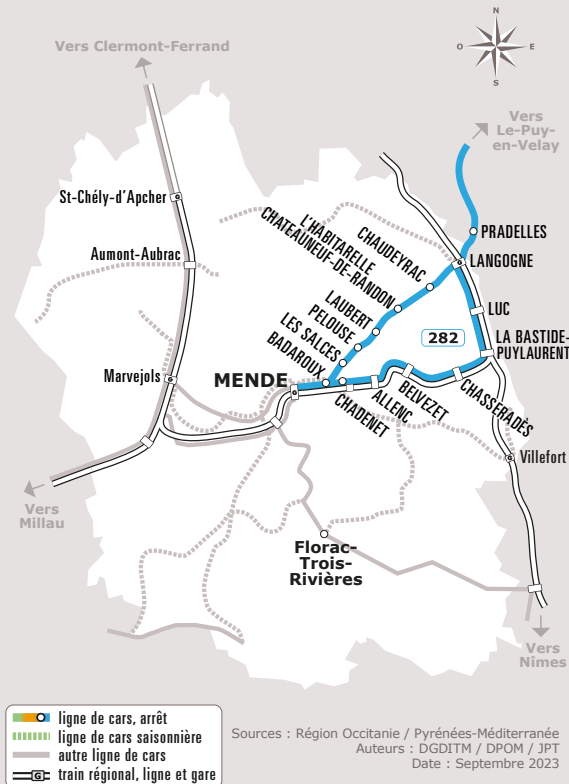 N
O
E
S
Vers Clermont-Ferrand
Vers
Le-Puy-
en-Velay
St-Chély-d'Apcher
PRADELLES
CHAUDEYRAC
L'HABITARELLE
CHATEAUNEUF-DE-RANDON
Aumont-Aubrac
LANGOGNE
LAUBERT
PELOUSE
LES SALCES
BADAROUX
LUC
282
LA BASTIDE-
PUYLAURENT
Marvejols
MENDE
CHADENET
ALLENC
BELVEZET
CHASSERADÈS
Villefort
Vers
Millau
Florac-
Trois-
Rivières
Vers
Nîmes
ligne de cars, arrêt
ligne de cars saisonnière
autre ligne de cars
G train régional, ligne et gare
Sources : Région Occitanie / Pyrénées-Méditerranée
Auteurs : DGDITM / DPOM / JPT
Date : Septembre 2023